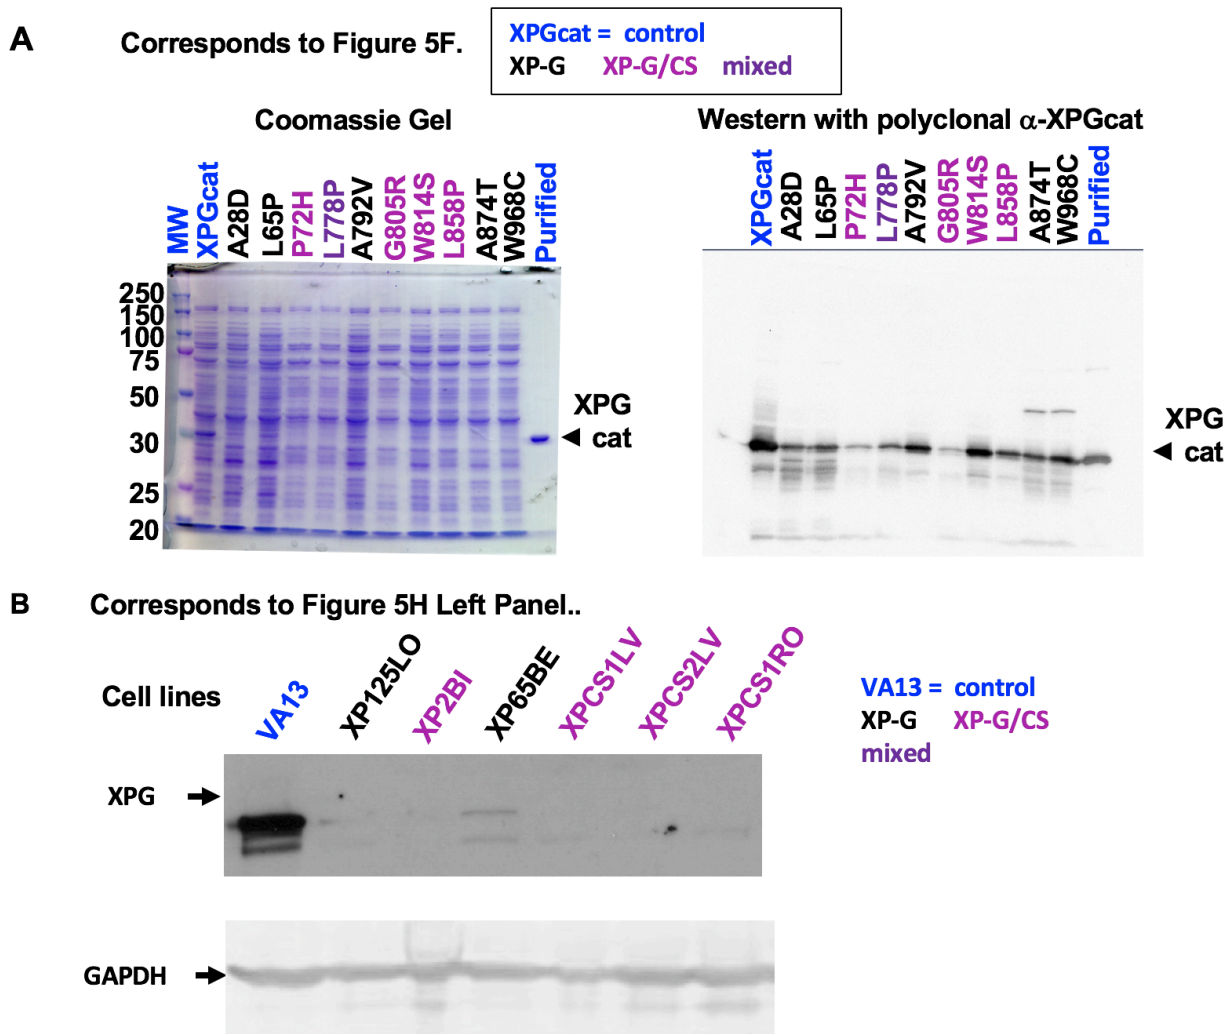 A
Corresponds to Figure 5F.
XPGcat = control
XP-G XP-G/CS mixed
Coomassie Gel
MW XPGcat A28D L65P P72H L778P A792V G805R W814S L858P A874T W968C Purified
250
150
100
75
50
30
25
20
XPG
cat
Western with polyclonal α-XPGcat
XPGcat A28D L65P P72H L778P A792V G805R W814S L858P A874T W968C Purified
XPG
cat
B
Corresponds to Figure 5H Left Panel..
Cell lines
VA13 XP125LO XP2BI XP65BE XPCS1LV XPCS2LV XPCS1RO
VA13 = control
XP-G XP-G/CS
mixed
XPG
GAPDH